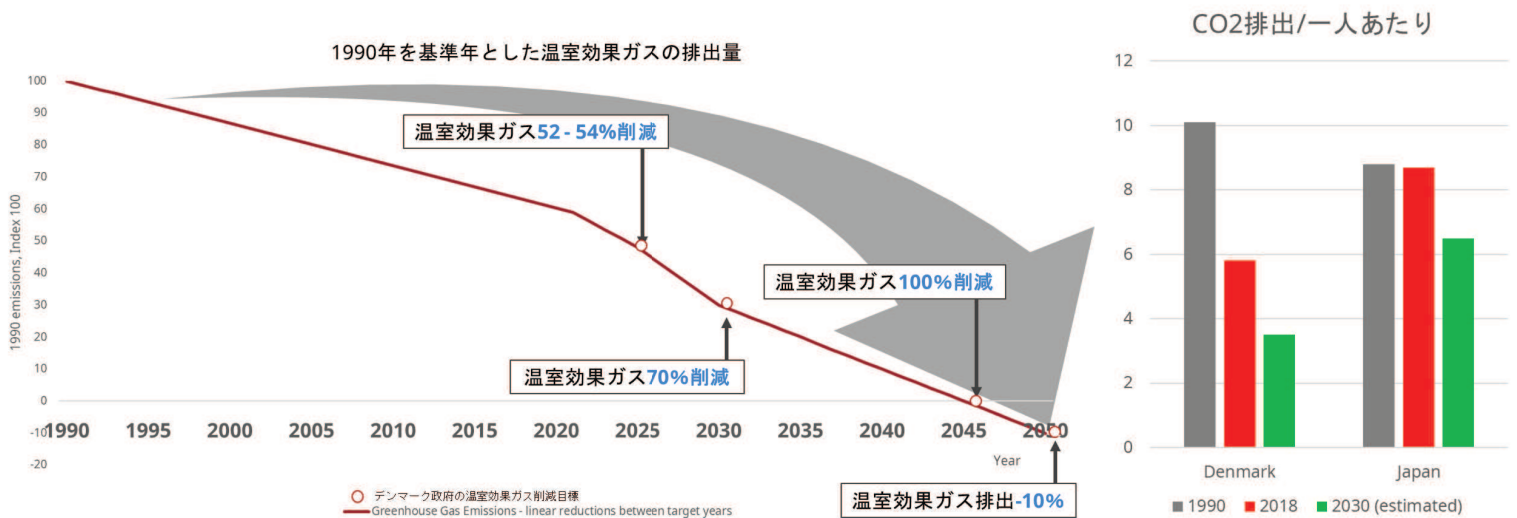 1990年を基準年とした温室効果ガスの排出量
1990 emissions, Index 100
100
90
80
70
60
50
40
30
20
10
0
-10
-20
温室効果ガス52 - 54%削減
温室効果ガス70%削減
温室効果ガス100%削減
温室効果ガス排出-10%
1990 1995 2000 2005 2010 2015 2020 2025 2030 2035 2040 2045 2050
Year
デンマーク政府の温室効果ガス削減目標
Greenhouse Gas Emissions - linear reductions between target years
CO2排出/一人あたり
12
10
8
6
4
2
0
Denmark Japan
1990 2018 2030 (estimated)